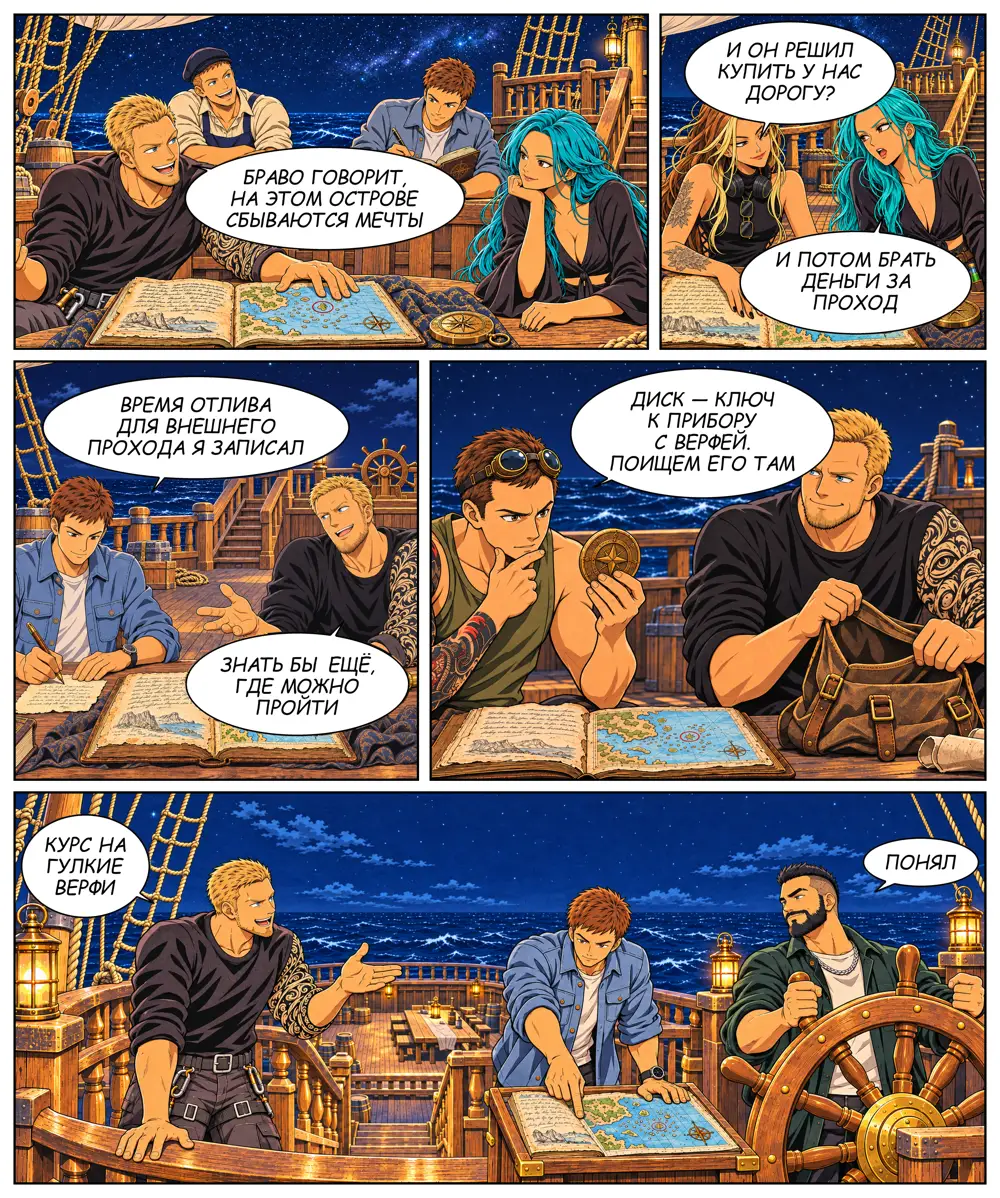 БРАВО ГОВОРИТ,
НА ЭТОМ ОСТРОВЕ
СБЫВАЮТСЯ МЕЧТЫ
И ОН РЕШИЛ
КУПИТЬ У НАС
ДОРОГУ?
И ПОТОМ БРАТЬ
ДЕНЬГИ ЗА
ПРОХОД
ВРЕМЯ ОТЛИВА
ДЛЯ ВНЕШНЕГО
ПРОХОДА Я ЗАПИСАЛ
ЗНАТЬ БЫ ЕЩЁ,
ГДЕ МОЖНО
ПРОЙТИ
ДИСК — КЛЮЧ
К ПРИБОРУ
С ВЕРФЕЙ.
ПОИЩЕМ ЕГО ТАМ
КУРС НА
ГУЛКИЕ
ВЕРФИ
ПОНЯЛ